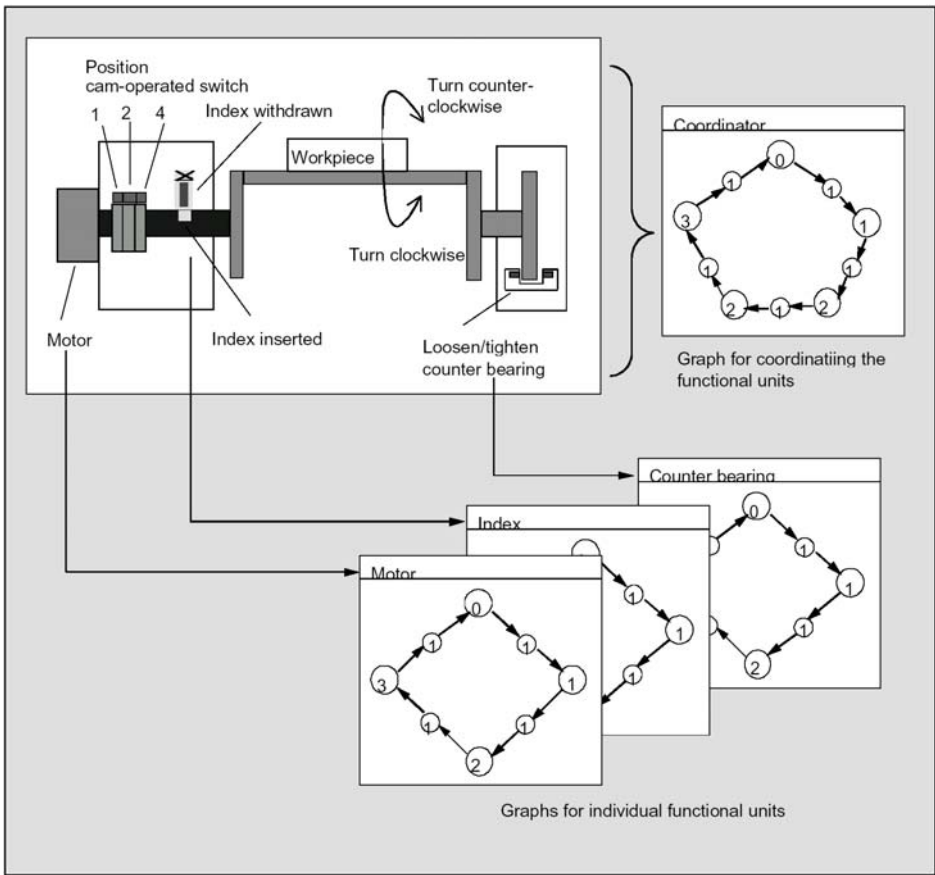 Position
cam-operated switch
1 2 4
Index withdrawn
Turn counter-
clockwise
Workpiece
Turn clockwise
Motor
Index inserted
Loosen/tighten
counter bearing
Coordinator
0
1
1
1
2
1
2
1
3
1
Graph for coordinatiing the
functional units
Counter bearing
0
1
1
1
2
Index
1
1
1
Motor
0
1
1
1
2
1
3
1
Graphs for individual functional units